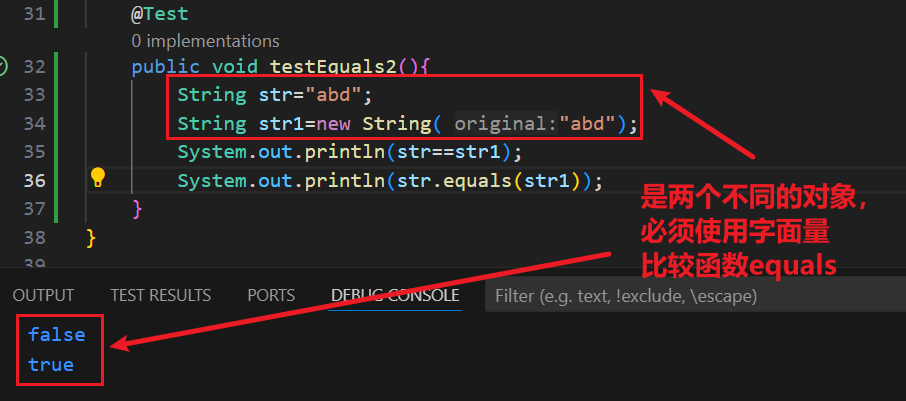 31 @Test
0 implementations
32 public void testEquals2(){
33 String str="abd";
34 String str1=new String( original:"abd");
35 System.out.println(str==str1);
36 System.out.println(str.equals(str1));
37 }
38 }
39
是两个不同的对象，
必须使用字面量
比较函数equals
OUTPUT TEST RESULTS PORTS DEBUG CONSOLE Filter (e.g. text, !exclude, \escape)
false
true